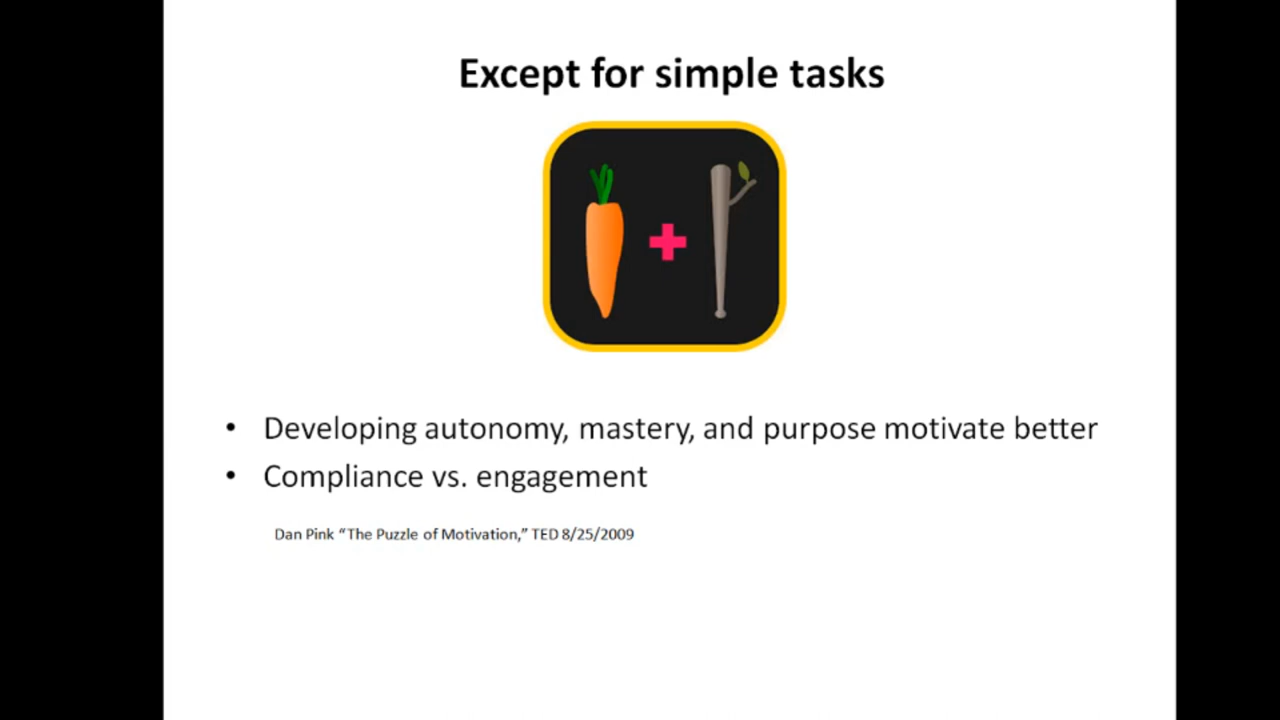 Except for simple tasks
• Developing autonomy, mastery, and purpose motivate better
• Compliance vs. engagement
Dan Pink “The Puzzle of Motivation,” TED 8/25/2009